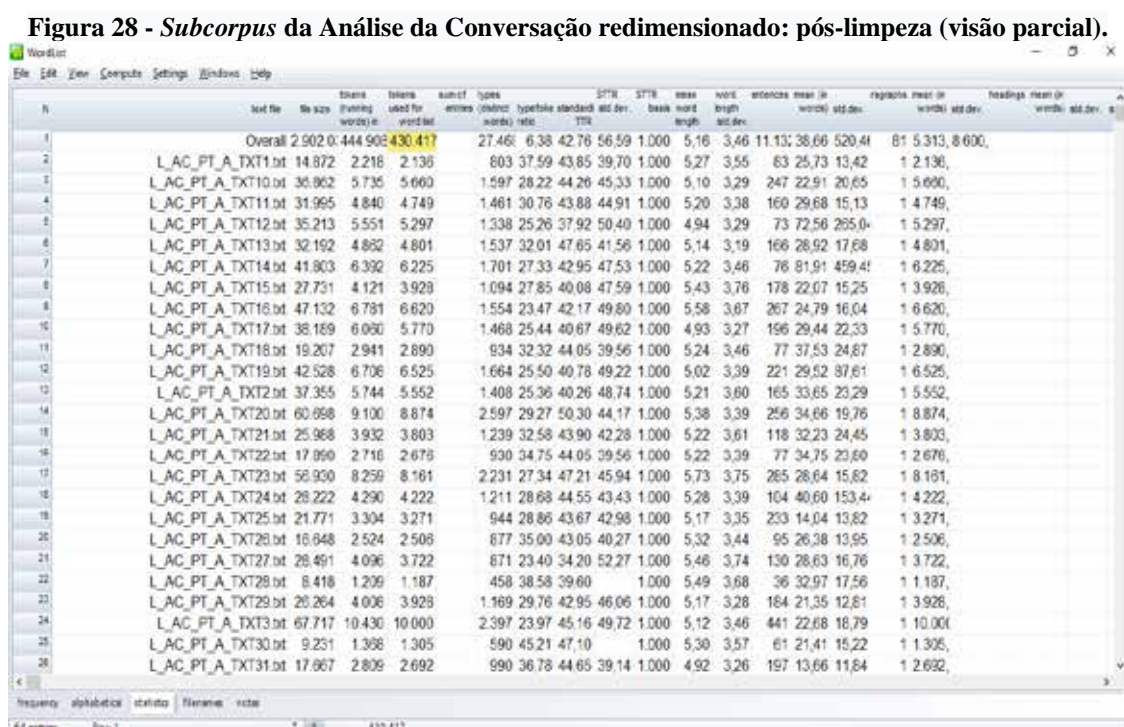 Figura 28 - Subcorpus da Análise da Conversação redimensionado: pós-limpeza (visão parcial).
WordList
File Edit View Compute Settings Windows Help
N text file file size (running words) in tokens used for word list sum of entries types (distinct words) type/token ratio standardised TTR STTR std.dev. STTR basis mean word length word length std.dev. sentences mean (in words) std.dev. mean (in words) std.dev. headings mean (in words) std.dev.
1 Overall 444.908 430.417 6,38 42,76 56,59 1.000 5,16 3,46 38,66 81 5.313, 8.600,
2 L_AC_PT_A_TXT1.txt 14.872 2.218 2.136 803 37,59 43,85 39,70 1.000 5,27 3,55 83 25,73 13,42 1 2.136,
3 L_AC_PT_A_TXT10.txt 36.862 5.735 5.660 1.597 28,22 44,26 45,33 1.000 5,10 3,29 247 22,91 20,65 1 5.660,
4 L_AC_PT_A_TXT11.txt 31.995 4.840 4.749 1.461 30,76 43,88 44,91 1.000 5,20 3,38 160 29,68 15,13 1 4.749,
5 L_AC_PT_A_TXT12.txt 35.213 5.551 5.297 1.338 25,26 37,92 50,40 1.000 4,94 3,29 73 72,56 1 5.297,
6 L_AC_PT_A_TXT13.txt 32.192 4.862 4.801 1.537 32,01 47,65 41,56 1.000 5,14 3,19 166 28,92 17,68 1 4.801,
7 L_AC_PT_A_TXT14.txt 41.803 6.392 6.225 1.701 27,33 42,95 47,53 1.000 5,22 3,46 76 81,91 1 6.225,
8 L_AC_PT_A_TXT15.txt 27.731 4.121 3.928 1.094 27,85 40,08 47,59 1.000 5,43 3,76 178 22,07 15,25 1 3.928,
9 L_AC_PT_A_TXT16.txt 47.132 6.781 6.620 1.554 23,47 42,17 49,80 1.000 5,58 3,67 267 24,79 16,04 1 6.620,
10 L_AC_PT_A_TXT17.txt 38.189 6.060 5.770 1.468 25,44 40,67 49,62 1.000 4,93 3,27 196 29,44 22,33 1 5.770,
11 L_AC_PT_A_TXT18.txt 19.207 2.941 2.890 934 32,32 44,05 39,56 1.000 5,24 3,46 77 37,53 24,87 1 2.890,
12 L_AC_PT_A_TXT19.txt 42.528 6.706 6.525 1.664 25,50 40,78 49,22 1.000 5,02 3,39 221 29,52 1 6.525,
13 L_AC_PT_A_TXT2.txt 37.355 5.744 5.552 1.408 25,36 40,26 48,74 1.000 5,21 3,60 165 33,65 23,29 1 5.552,
14 L_AC_PT_A_TXT20.txt 60.698 9.100 8.874 2.597 29,27 50,30 44,17 1.000 5,38 3,39 256 34,66 19,76 1 8.874,
15 L_AC_PT_A_TXT21.txt 25.988 3.932 3.803 1.239 32,58 43,90 42,28 1.000 5,22 3,61 118 32,23 24,45 1 3.803,
16 L_AC_PT_A_TXT22.txt 17.890 2.676 930 34,75 44,05 39,56 1.000 5,22 3,39 77 34,75 1 2.676,
17 L_AC_PT_A_TXT23.txt 56.930 8.259 8.161 2.231 27,34 47,21 45,94 1.000 5,73 3,75 285 28,64 15,82 1 8.161,
18 L_AC_PT_A_TXT24.txt 28.222 4.290 4.222 1.211 28,68 44,55 43,43 1.000 5,28 3,39 104 40,60 1 4.222,
19 L_AC_PT_A_TXT25.txt 21.771 3.304 3.271 944 28,86 43,67 42,98 1.000 5,17 3,35 233 14,04 13,82 1 3.271,
20 L_AC_PT_A_TXT26.txt 16.648 2.524 2.506 877 35,00 43,05 40,27 1.000 5,32 3,44 95 26,38 13,95 1 2.506,
21 L_AC_PT_A_TXT27.txt 28.491 4.096 3.722 871 23,40 34,20 52,27 1.000 5,46 3,74 130 28,63 16,76 1 3.722,
22 L_AC_PT_A_TXT28.txt 8.418 1.209 1.187 458 38,58 39,60 1.000 5,49 3,68 36 32,97 17,56 1 1.187,
23 L_AC_PT_A_TXT29.txt 26.264 4.006 3.928 1.169 29,76 42,95 46,06 1.000 5,17 3,28 184 21,35 12,81 1 3.928,
24 L_AC_PT_A_TXT3.txt 67.717 10.430 10.000 2.397 23,97 45,16 49,72 1.000 5,12 3,46 441 22,68 18,79 1
25 L_AC_PT_A_TXT30.txt 9.231 1.368 1.305 590 45,21 47,10 1.000 5,30 3,57 61 21,41 15,22 1 1.305,
26 L_AC_PT_A_TXT31.txt 17.667 2.809 2.692 990 36,78 44,65 39,14 1.000 4,92 3,26 197 13,66 11,84 1 2.692,
frequency alphabetical statistics filenames notes